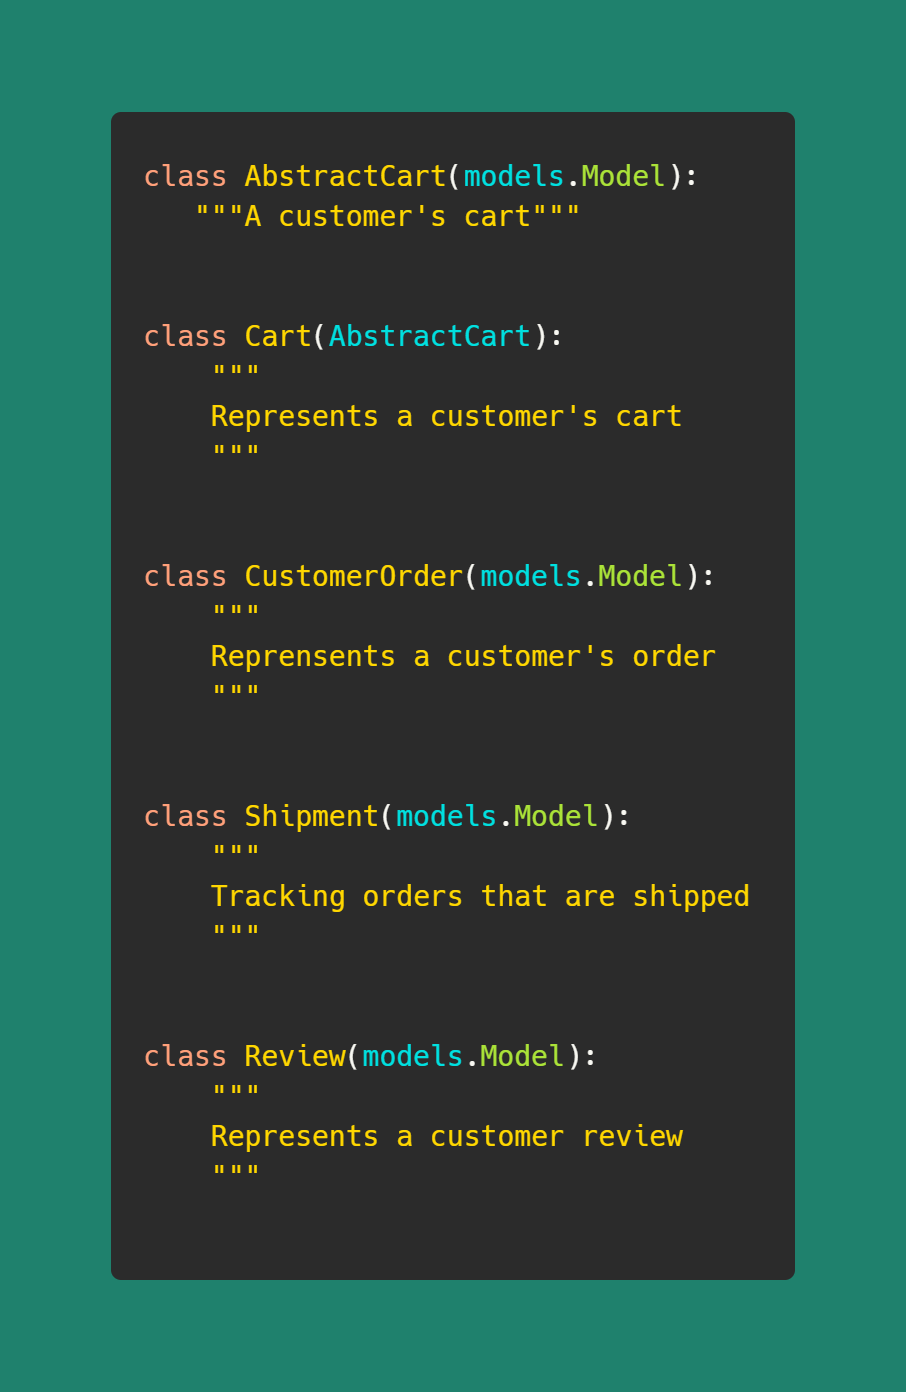 class AbstractCart(models.Model):
   """A customer's cart"""
class Cart(AbstractCart):
    """
    Represents a customer's cart
    """
class CustomerOrder(models.Model):
    """
    Reprensents a customer's order
    """
class Shipment(models.Model):
    """
    Tracking orders that are shipped
    """
class Review(models.Model):
    """
    Represents a customer review
    """